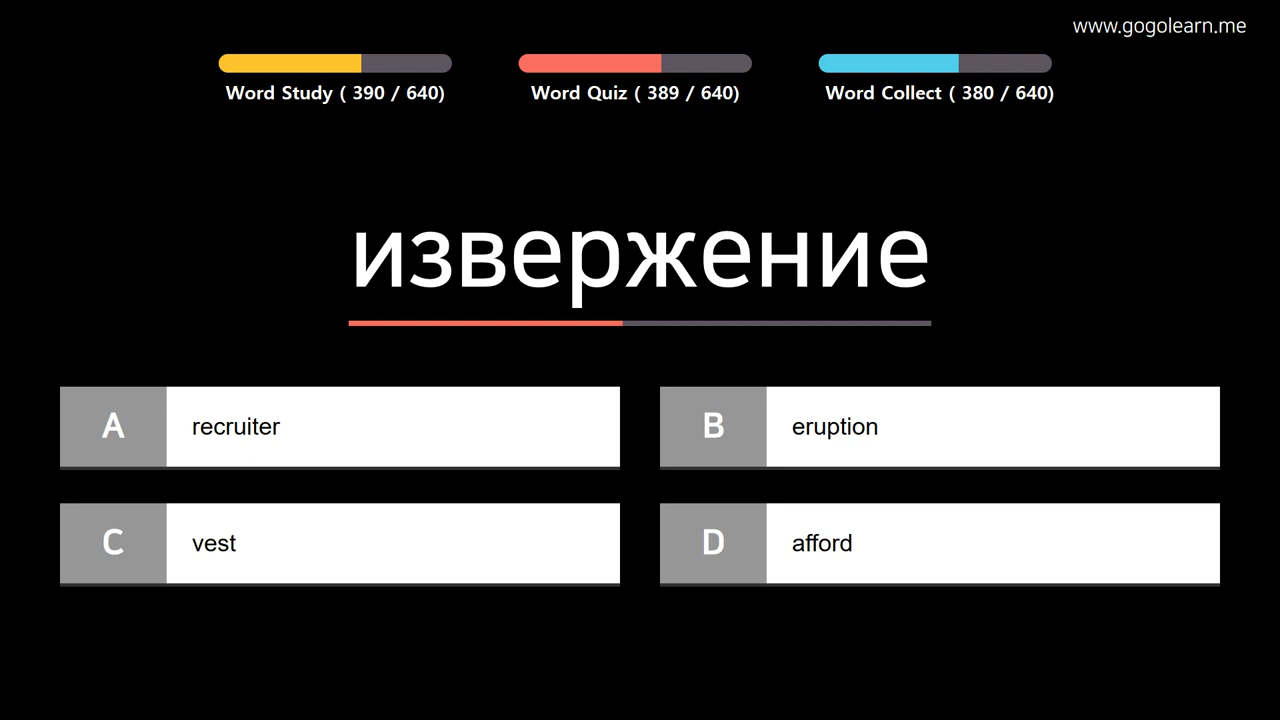 www.gogolearn.me
Word Study ( 390 / 640)
Word Quiz ( 389 / 640)
Word Collect ( 380 / 640)
извержение
A recruiter
B eruption
C vest
D afford